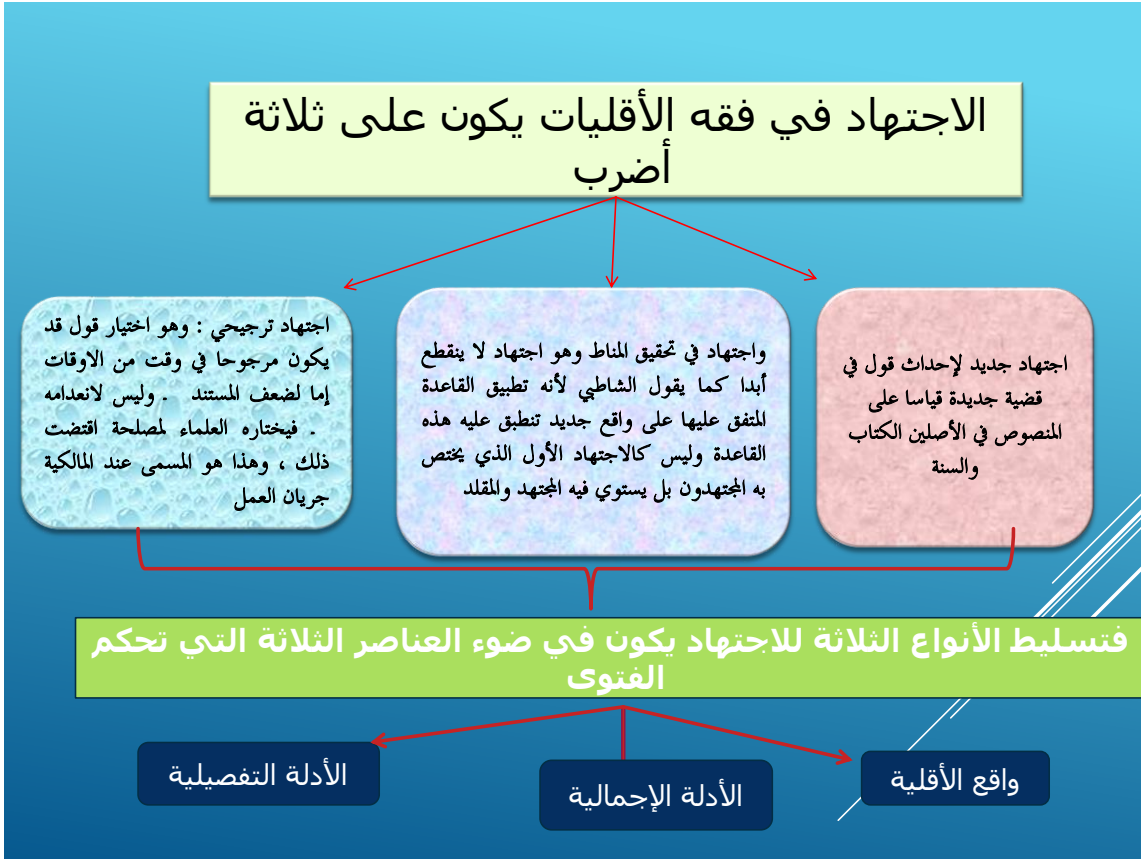 الاجتهاد في فقه الأقليات يكون على ثلاثة
أضرب
اجتهاد جديد لإحداث قول في
قضية جديدة قياسا على
المنصوص في الأصلين الكتاب
والسنة
واجتهاد في تحقيق المناط وهو اجتهاد لا ينقطع
أبدا كما يقول الشاطبي لأنه تطبيق القاعدة
المتفق عليها على واقع جديد تنطبق عليه هذه
القاعدة وليس كالاجتهاد الأول الذي يختص
به المجتهدون بل يستوي فيه المجتهد والمقلد
اجتهاد ترجيحي : وهو اختيار قول قد
يكون مرجوحا في وقت من الاوقات
إما لضعف المستند . وليس لانعدامه
. فيختاره العلماء لمصلحة اقتضت
ذلك ، وهذا هو المسمى عند المالكية
جريان العمل
فتسليط الأنواع الثلاثة للاجتهاد يكون في ضوء العناصر الثلاثة التي تحكم
الفتوى
واقع الأقلية
الأدلة الإجمالية
الأدلة التفصيلية